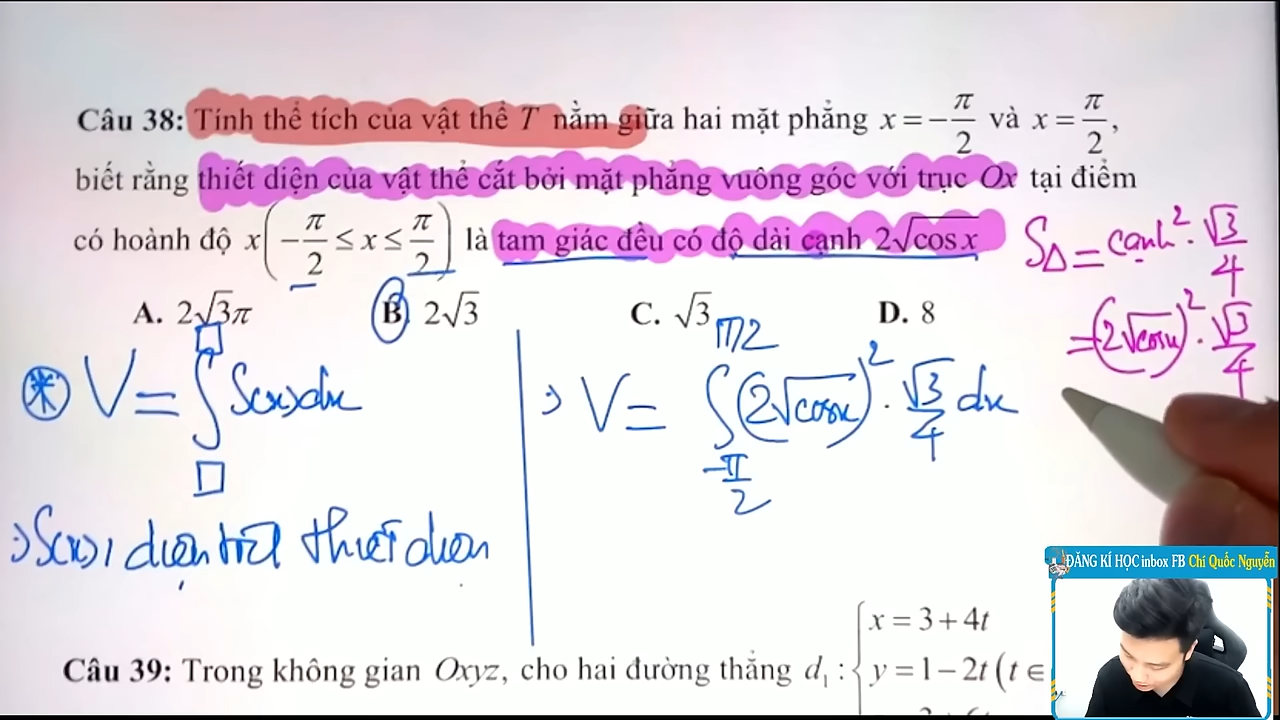 Câu 38: Tính thể tích của vật thể T nằm giữa hai mặt phẳng x = −π/2 và x = π/2,
biết rằng thiết diện của vật thể cắt bởi mặt phẳng vuông góc với trục Ox tại điểm
có hoành độ x(−π/2 ≤ x ≤ π/2) là tam giác đều có độ dài cạnh 2√cos x
S△ = cạnh² . √3/4
= (2√cosx)² . √3/4
A. 2√3π B. 2√3 C. √3 D. 8
V = ∫ S(x)dx
V = ∫ π/2 −π/2 (2√cosx)² . √3/4 dx
S(x): diện tích thiết diện
ĐĂNG KÍ HỌC inbox FB Chí Quốc Nguyễn
Câu 39: Trong không gian Oxyz, cho hai đường thẳng d₁ : { x = 3 + 4t
y = 1 − 2t (t ∈